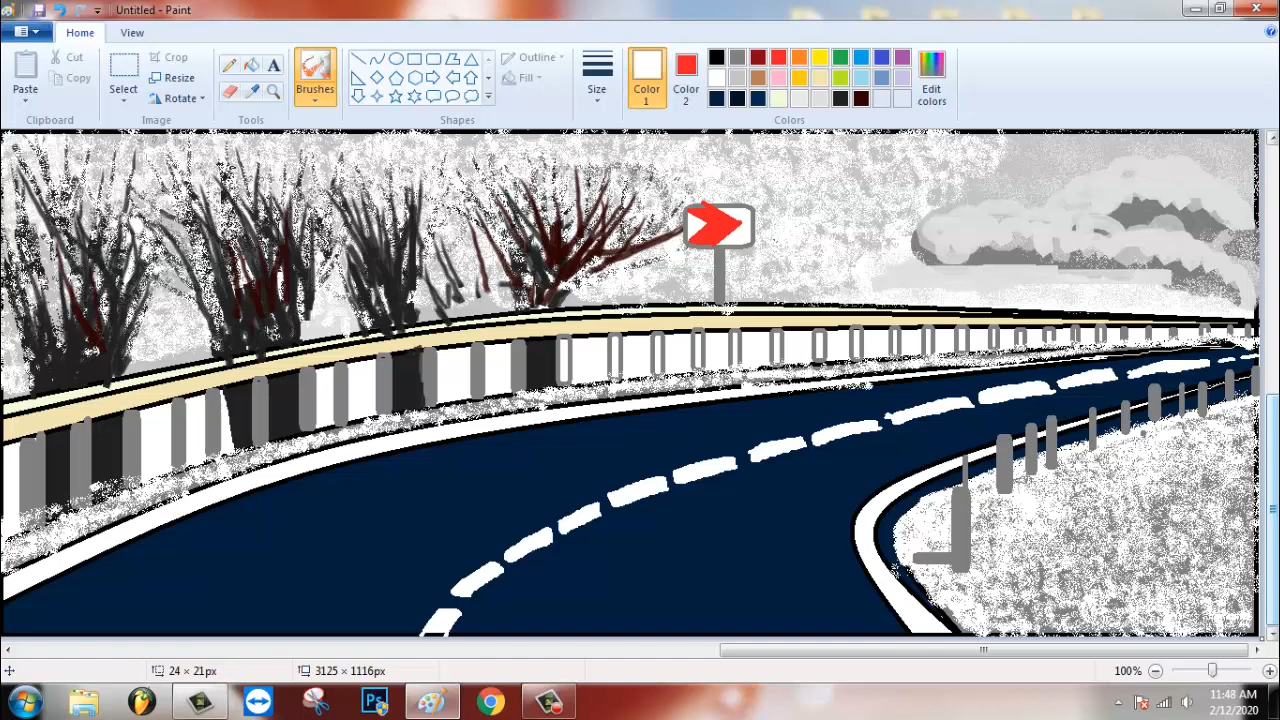 Untitled - Paint
Home View
Paste
Cut
Copy
Clipboard
Select
Crop
Resize
Rotate
Image
A
Tools
Brushes
Outline
Fill
Shapes
Size
Color 1
Color 2
Edit colors
Colors
24 × 21px
3125 × 1116px
100%
Ps
11:48 AM
2/12/2020